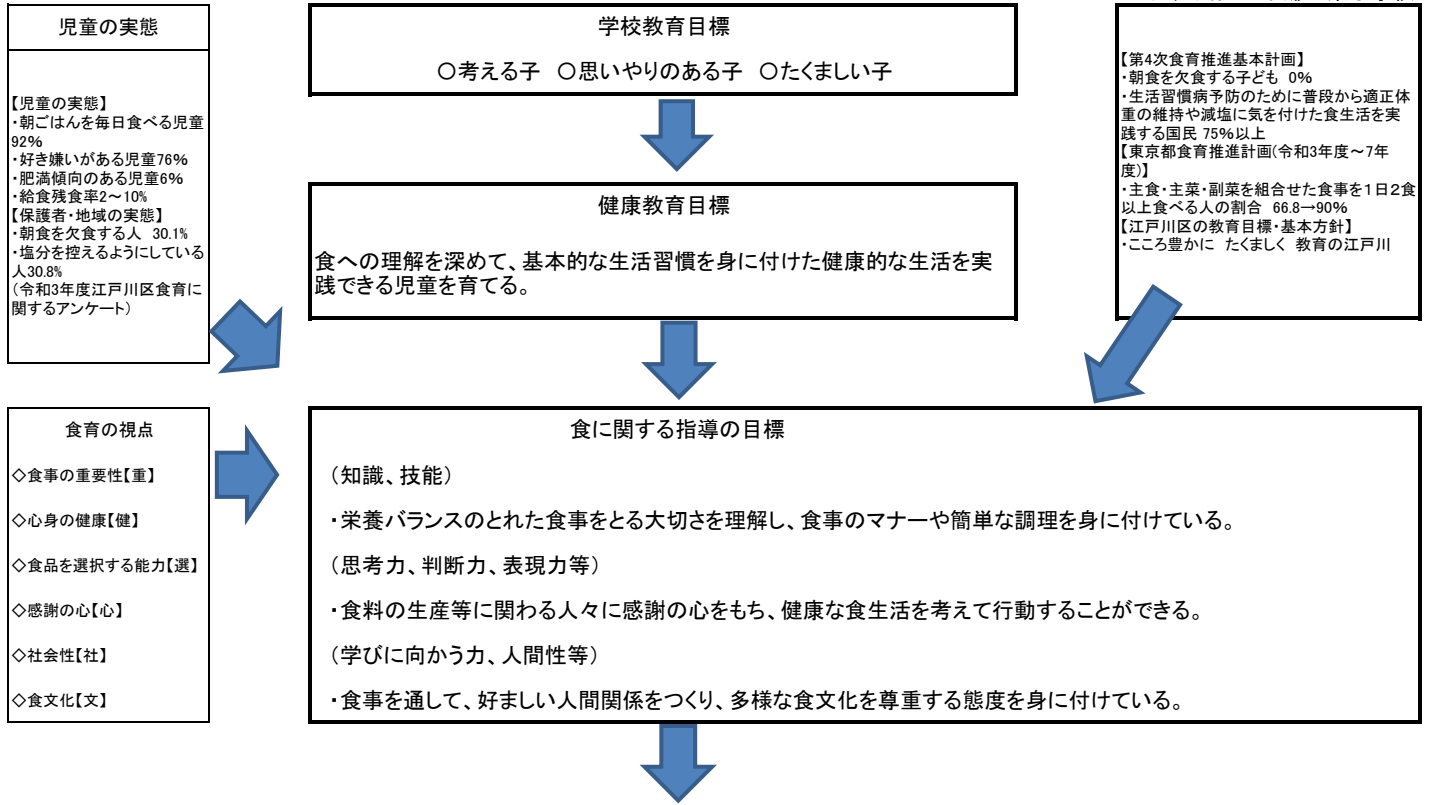 児童の実態
【児童の実態】
・朝ごはんを毎日食べる児童
92%
・好き嫌いがある児童76%
・肥満傾向のある児童6%
・給食残食率2～10%
【保護者・地域の実態】
・朝食を欠食する人 30.1%
・塩分を控えるようにしている
人30.8%
(令和3年度江戸川区食育に
関するアンケート)
学校教育目標
○考える子 ○思いやりのある子 ○たくましい子
健康教育目標
食への理解を深めて、基本的な生活習慣を身に付けた健康的な生活を実
践できる児童を育てる。
【第4次食育推進基本計画】
・朝食を欠食する子ども 0%
・生活習慣病予防のために普段から適正体
重の維持や減塩に気を付けた食生活を実
践する国民 75%以上
【東京都食育推進計画(令和3年度～7年
度)】
・主食・主菜・副菜を組合せた食事を1日2食
以上食べる人の割合 66.8→90%
【江戸川区の教育目標・基本方針】
・こころ豊かに たくましく 教育の江戸川
食育の視点
◇食事の重要性【重】
◇心身の健康【健】
◇食品を選択する能力【選】
◇感謝の心【心】
◇社会性【社】
◇食文化【文】
食に関する指導の目標
(知識、技能)
・栄養バランスのとれた食事をとる大切さを理解し、食事のマナーや簡単な調理を身に付けている。
(思考力、判断力、表現力等)
・食料の生産等に関わる人々に感謝の心をもち、健康な食生活を考えて行動することができる。
(学びに向かう力、人間性等)
・食事を通して、好ましい人間関係をつくり、多様な食文化を尊重する態度を身に付けている。